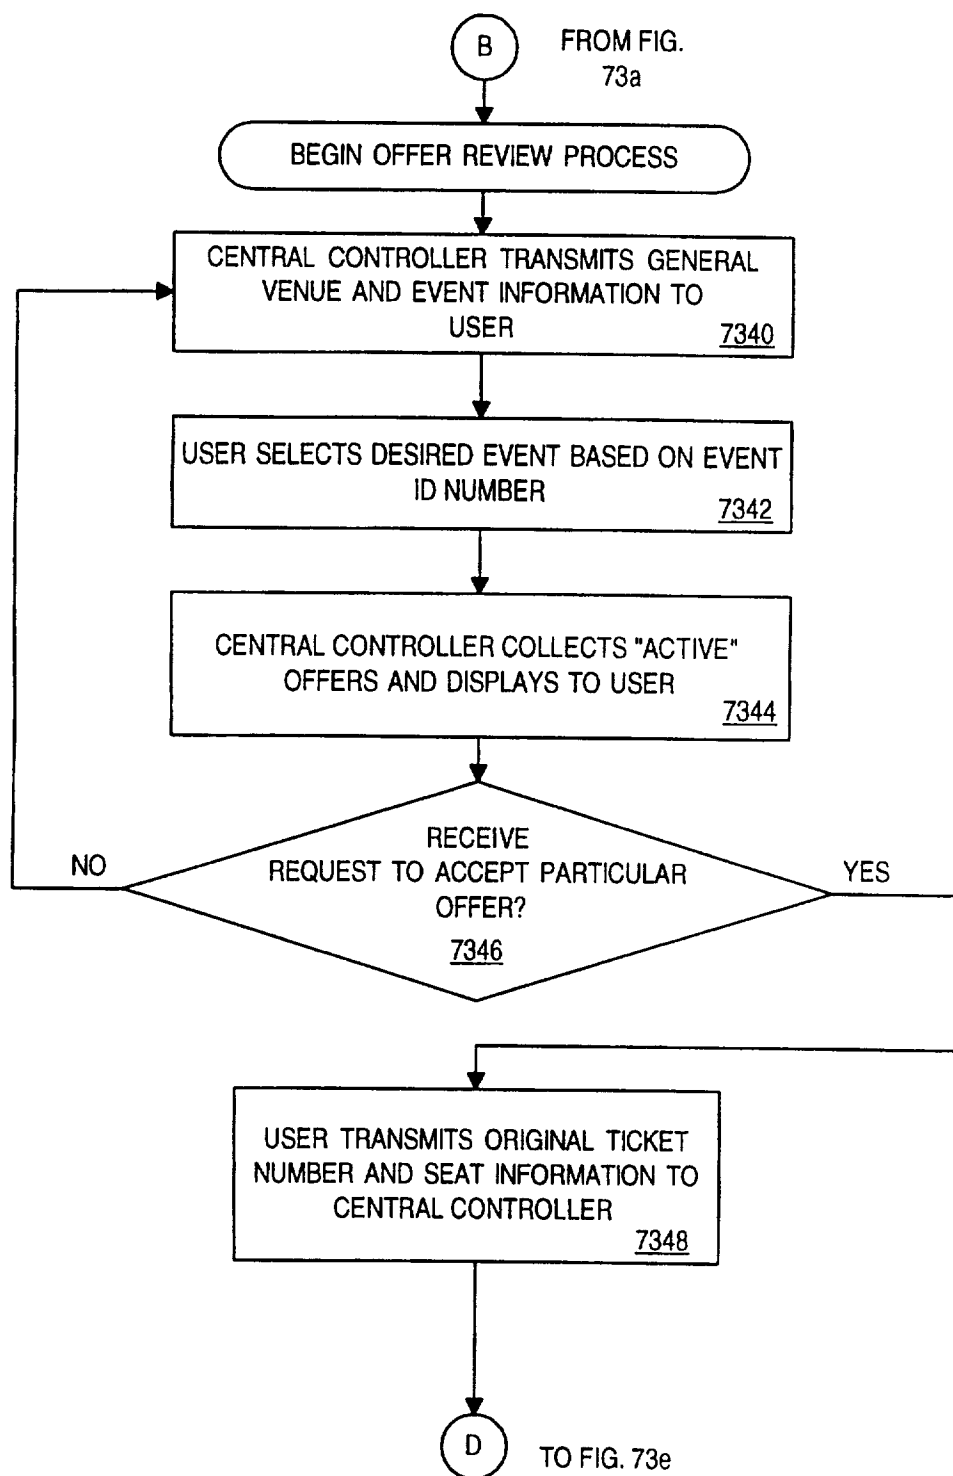 B
FROM FIG.
73a
BEGIN OFFER REVIEW PROCESS
CENTRAL CONTROLLER TRANSMITS GENERAL
VENUE AND EVENT INFORMATION TO
USER
7340
USER SELECTS DESIRED EVENT BASED ON EVENT
ID NUMBER
7342
CENTRAL CONTROLLER COLLECTS "ACTIVE"
OFFERS AND DISPLAYS TO USER
7344
RECEIVE
REQUEST TO ACCEPT PARTICULAR
OFFER?
7346
NO
YES
USER TRANSMITS ORIGINAL TICKET
NUMBER AND SEAT INFORMATION TO
CENTRAL CONTROLLER
7348
D
TO FIG. 73e